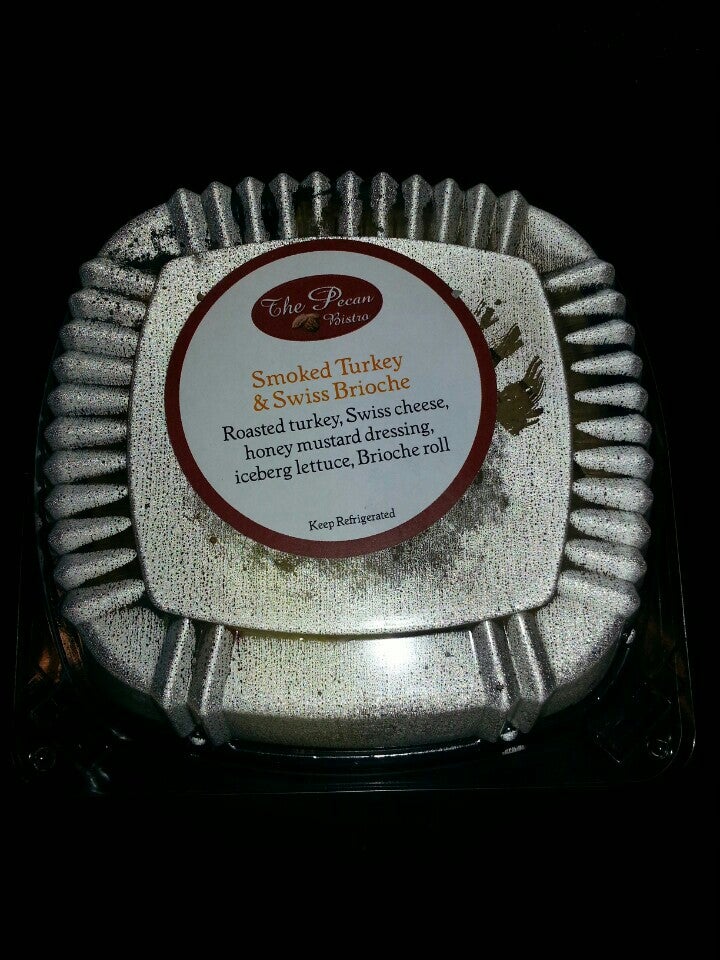 The Pecan
Bistro
Smoked Turkey
& Swiss Brioche
Roasted turkey, Swiss cheese,
honey mustard dressing,
iceberg lettuce, Brioche roll
Keep Refrigerated